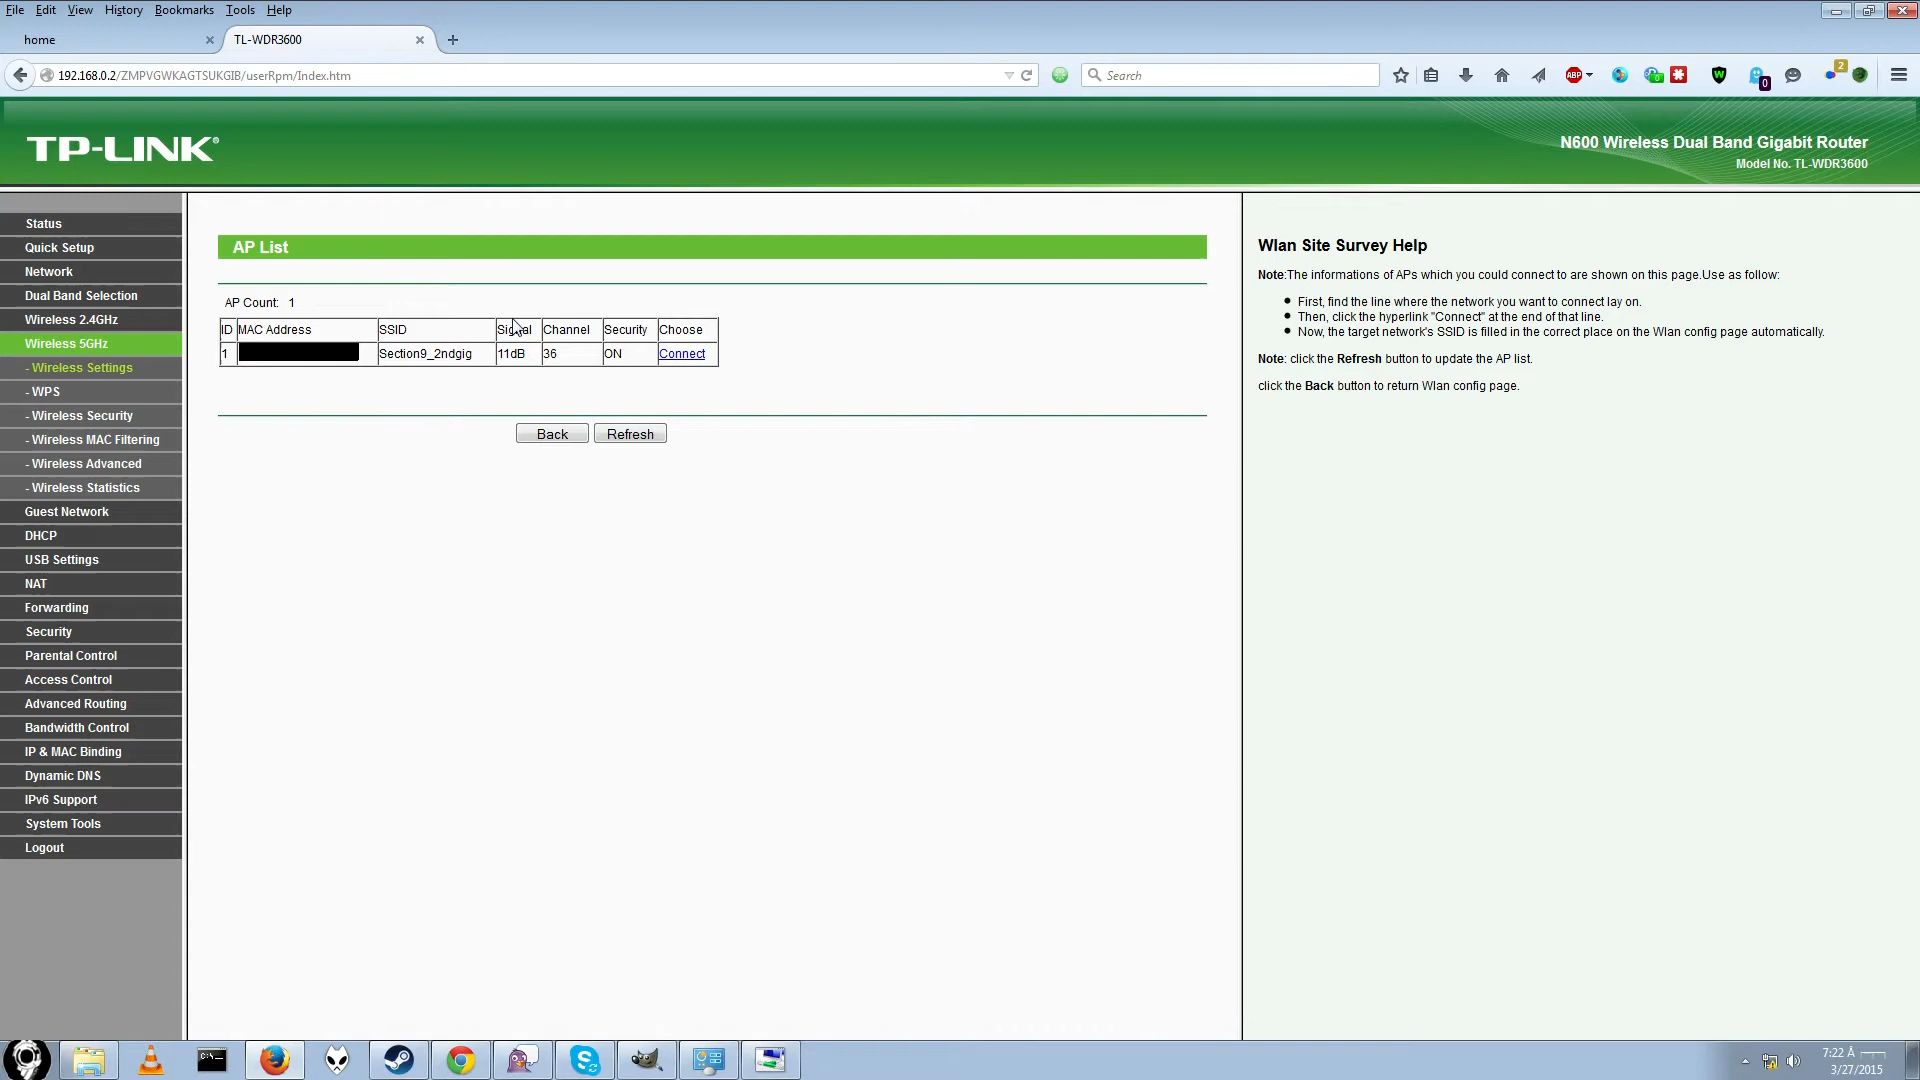 File Edit View History Bookmarks Tools Help
home
TL-WDR3600
192.168.0.2/ZMPVGWKAGTSUKGIB/userRpm/Index.htm
Search
ABP
0
W
0
2
TP-LINK®
N600 Wireless Dual Band Gigabit Router
Model No. TL-WDR3600
Status
Quick Setup
Network
Dual Band Selection
Wireless 2.4GHz
Wireless 5GHz
- Wireless Settings
- WPS
- Wireless Security
- Wireless MAC Filtering
- Wireless Advanced
- Wireless Statistics
Guest Network
DHCP
USB Settings
NAT
Forwarding
Security
Parental Control
Access Control
Advanced Routing
Bandwidth Control
IP & MAC Binding
Dynamic DNS
IPv6 Support
System Tools
Logout
AP List
AP Count: 1
ID MAC Address SSID Signal Channel Security Choose
1 Section9_2ndgig 11dB 36 ON Connect
Back Refresh
Wlan Site Survey Help
Note:The informations of APs which you could connect to are shown on this page.Use as follow:
First, find the line where the network you want to connect lay on.
Then, click the hyperlink "Connect" at the end of that line.
Now, the target network's SSID is filled in the correct place on the Wlan config page automatically.
Note: click the Refresh button to update the AP list.
click the Back button to return Wlan config page.
C:\
7:22 Â
3/27/2015